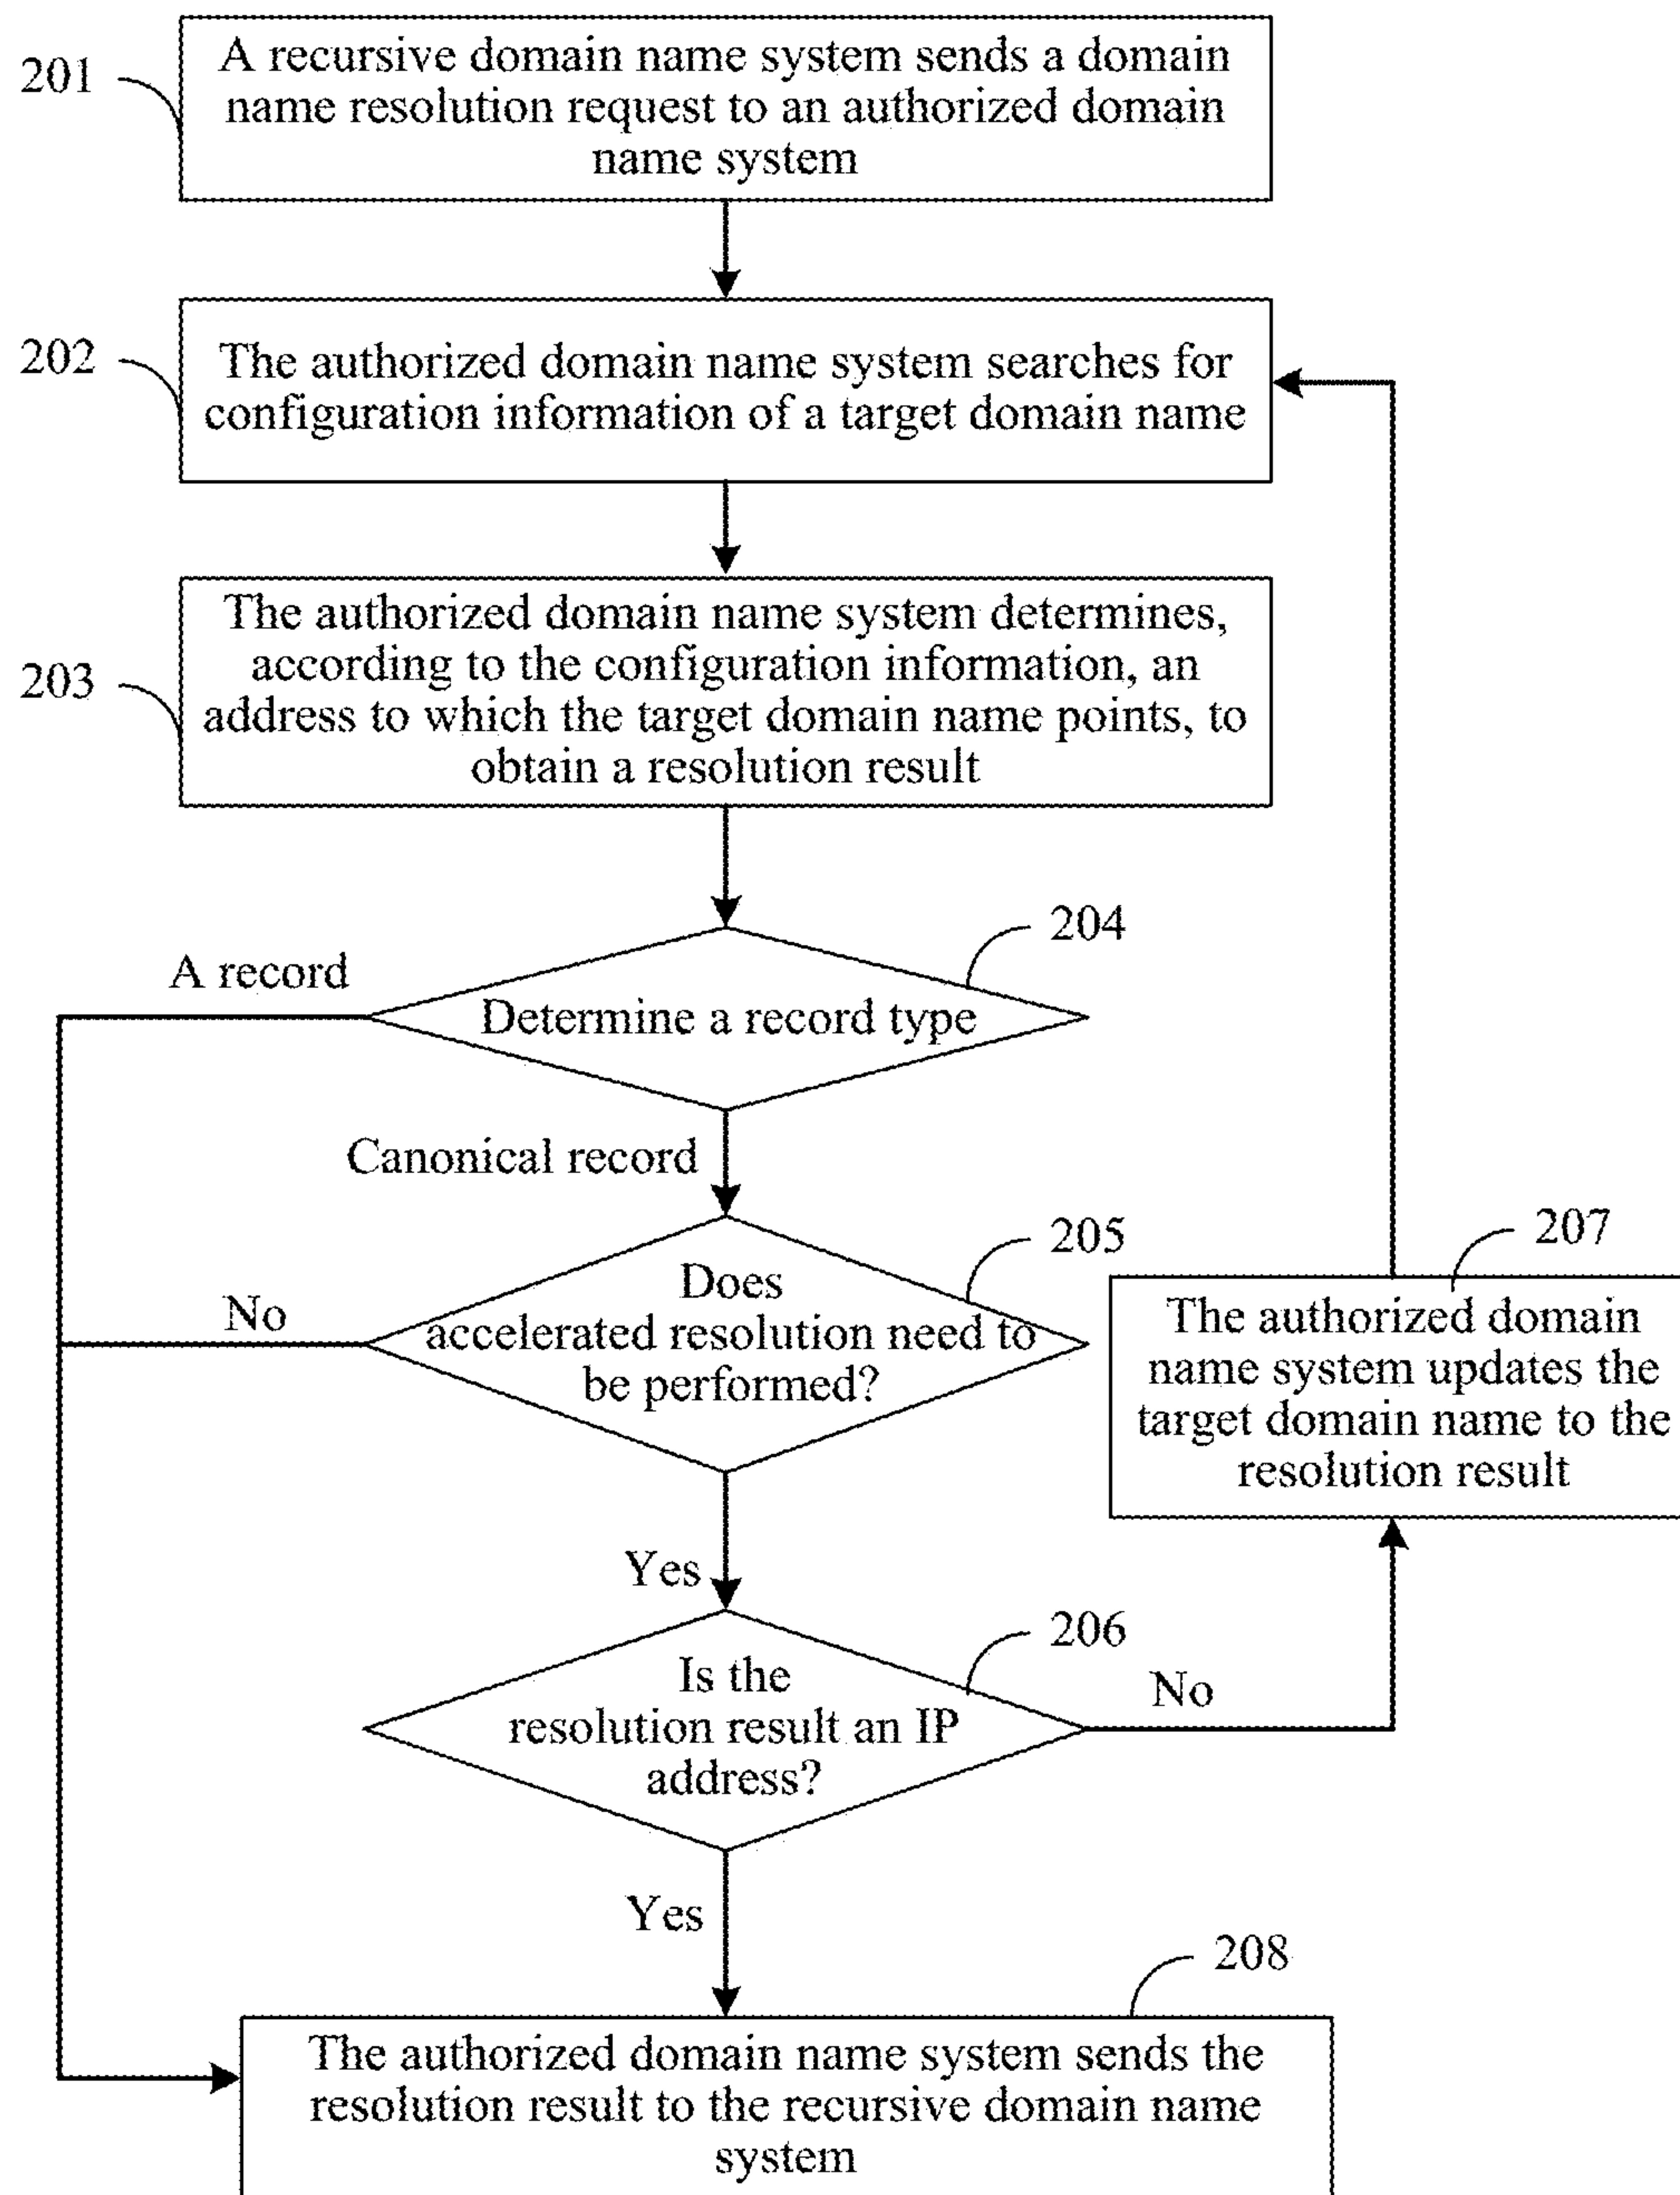 201
A recursive domain name system sends a domain
name resolution request to an authorized domain
name system
202
The authorized domain name system searches for
configuration information of a target domain name
203
The authorized domain name system determines,
according to the configuration information, an
address to which the target domain name points, to
obtain a resolution result
204
A record
Determine a record type
Canonical record
205
Does
accelerated resolution need to
be performed?
No
207
The authorized domain
name system updates the
target domain name to the
resolution result
Yes
206
Is the
resolution result an IP
address?
No
Yes
208
The authorized domain name system sends the
resolution result to the recursive domain name
system